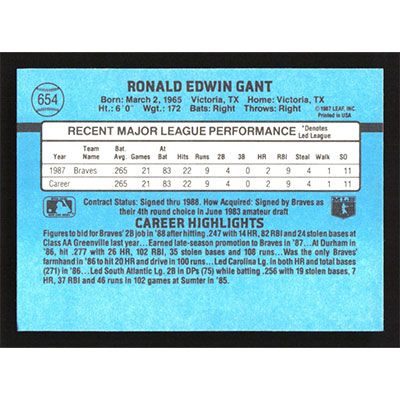 654
RONALD EDWIN GANT
Born: March 2, 1965 Victoria, TX Home: Victoria, TX
Ht.: 6'0" Wgt.: 172 Bats: Right Throws: Right
©1987 LEAF, INC.
Printed in USA
RECENT MAJOR LEAGUE PERFORMANCE *Denotes Led League
Year Team Name Bat. Avg. Games At Bat Hits Runs 2B 3B HR RBI Steal Walk SO
1987 Braves .265 21 83 22 9 4 0 2 9 4 1 11
Career .265 21 83 22 9 4 0 2 9 4 1 11
Contract Status: Signed thru 1988. How Acquired: Signed by Braves
as their 4th round choice in June 1983 amateur draft
CAREER HIGHLIGHTS
Figures to bid for Braves' 2B job in '88 after hitting .247 with 14 HR, 82 RBI and 24 stolen bases at
Class AA Greenville last year... Earned late-season promotion to Braves in '87... At Durham in
'86, hit .277 with 26 HR, 102 RBI, 35 stolen bases and 108 runs... Was the only Braves'
farmhand in '86 to hit 20 HR and drive in 100 runs... Led Carolina Lg. in both HR and total bases
(271) in '86... Led South Atlantic Lg. 2B in DPs (75) while batting .256 with 19 stolen bases, 7
HR, 37 RBI and 46 runs in 102 games at Sumter in '85.